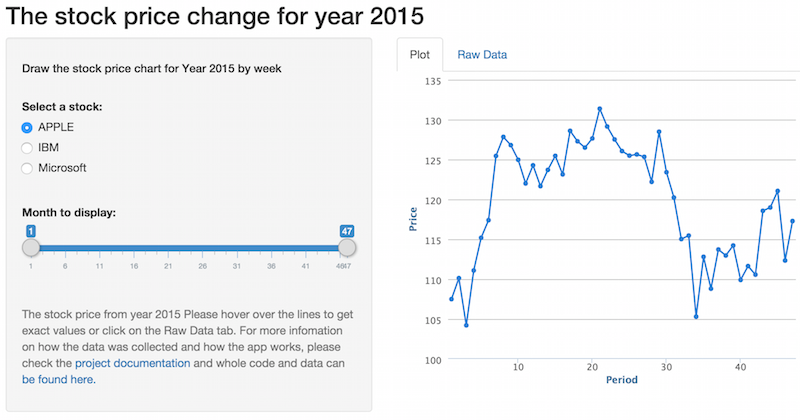 The stock price change for year 2015
Draw the stock price chart for Year 2015 by week
Select a stock:
APPLE
IBM
Microsoft
Month to display:
1 47
1 6 11 16 21 26 31 36 41 4647
The stock price from year 2015 Please hover over the lines to get
exact values or click on the Raw Data tab. For more infomation
on how the data was collected and how the app works, please
check the project documentation and whole code and data can
be found here.
Plot Raw Data
135
130
125
120
115
110
105
100
Price
10 20 30 40
Period